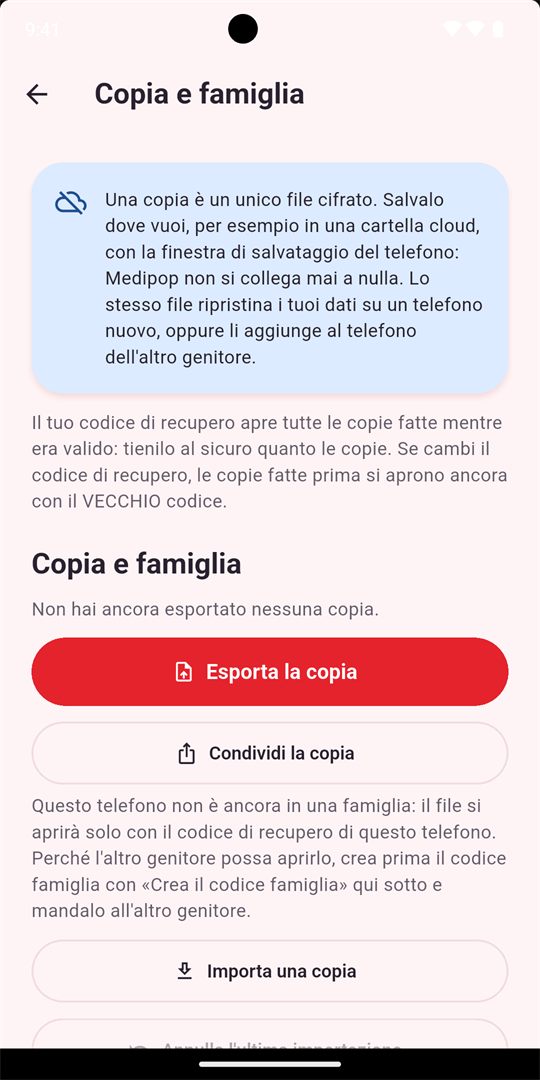 9:41
Copia e famiglia
Una copia è un unico file cifrato. Salvalo
dove vuoi, per esempio in una cartella cloud,
con la finestra di salvataggio del telefono:
Medipop non si collega mai a nulla. Lo
stesso file ripristina i tuoi dati su un telefono
nuovo, oppure li aggiunge al telefono
dell'altro genitore.
Il tuo codice di recupero apre tutte le copie fatte mentre
era valido: tienilo al sicuro quanto le copie. Se cambi il
codice di recupero, le copie fatte prima si aprono ancora
con il VECCHIO codice.
Copia e famiglia
Non hai ancora esportato nessuna copia.
Esporta la copia
Condividi la copia
Questo telefono non è ancora in una famiglia: il file si
aprirà solo con il codice di recupero di questo telefono.
Perché l'altro genitore possa aprirlo, crea prima il codice
famiglia con «Crea il codice famiglia» qui sotto e
mandalo all'altro genitore.
Importa una copia
Annulla l'ultima importazione